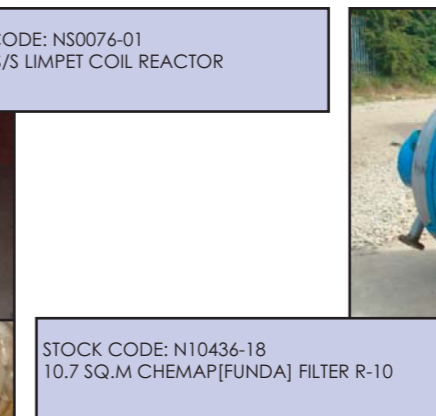 CODE: NS0076-01
S/S LIMPET COIL REACTOR
STOCK CODE: N10436-18
10.7 SQ.M CHEMAP[FUNDA] FILTER R-10